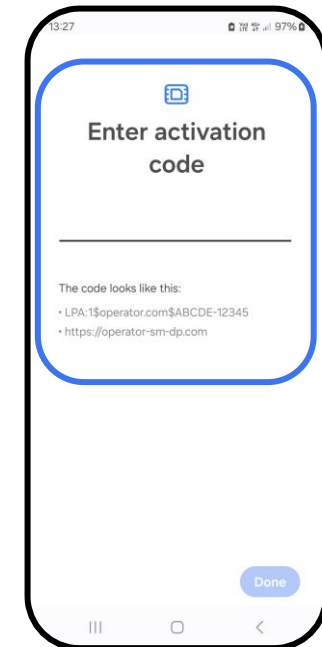 13:27 97%
Enter activation
code
The code looks like this:
• LPA:1$operator.com$ABCDE-12345
• https://operator-sm-dp.com
Done